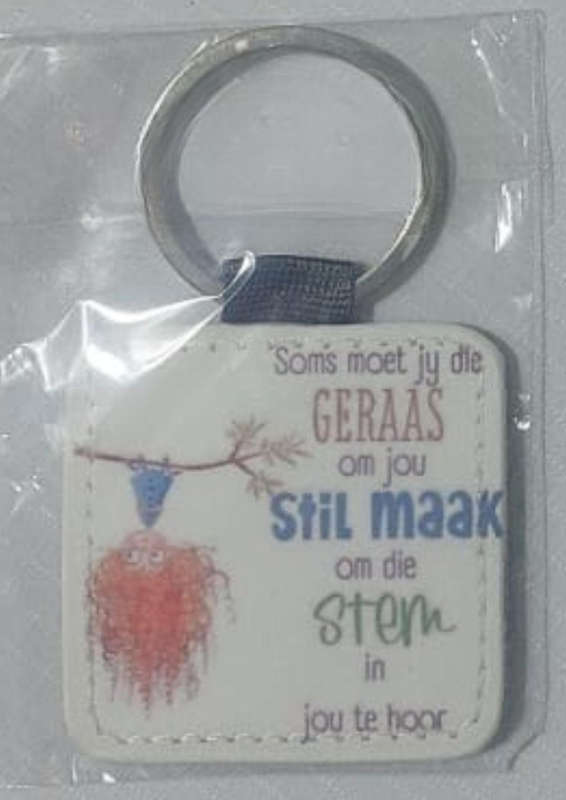 Soms moet jy die
GERAAS
om jou
stil maak
om die
stem
in
jou te hoor